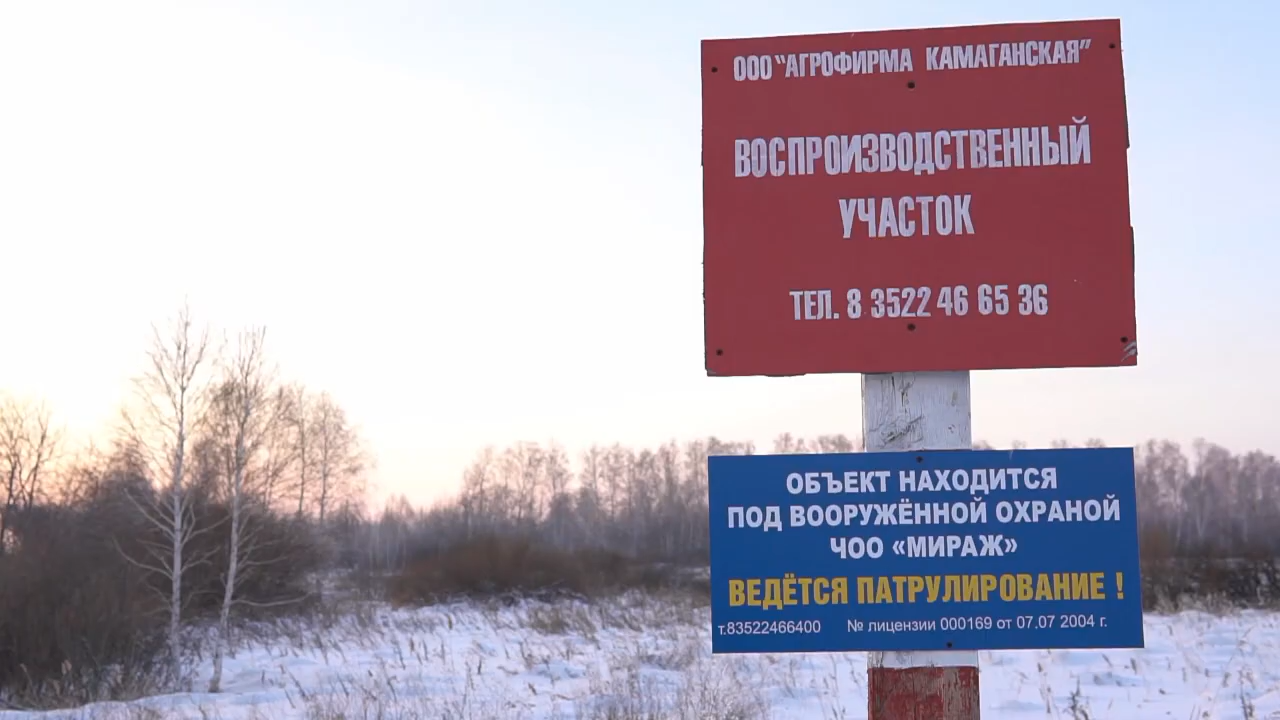 ООО "АГРОФИРМА КАМАГАНСКАЯ"
ВОСПРОИЗВОДСТВЕННЫЙ
УЧАСТОК
ТЕЛ. 8 3522 46 65 36
ОБЪЕКТ НАХОДИТСЯ
ПОД ВООРУЖЁННОЙ ОХРАНОЙ
ЧОО «МИРАЖ»
ВЕДЁТСЯ ПАТРУЛИРОВАНИЕ !
т.83522466400 № лицензии 000169 от 07.07 2004 г.